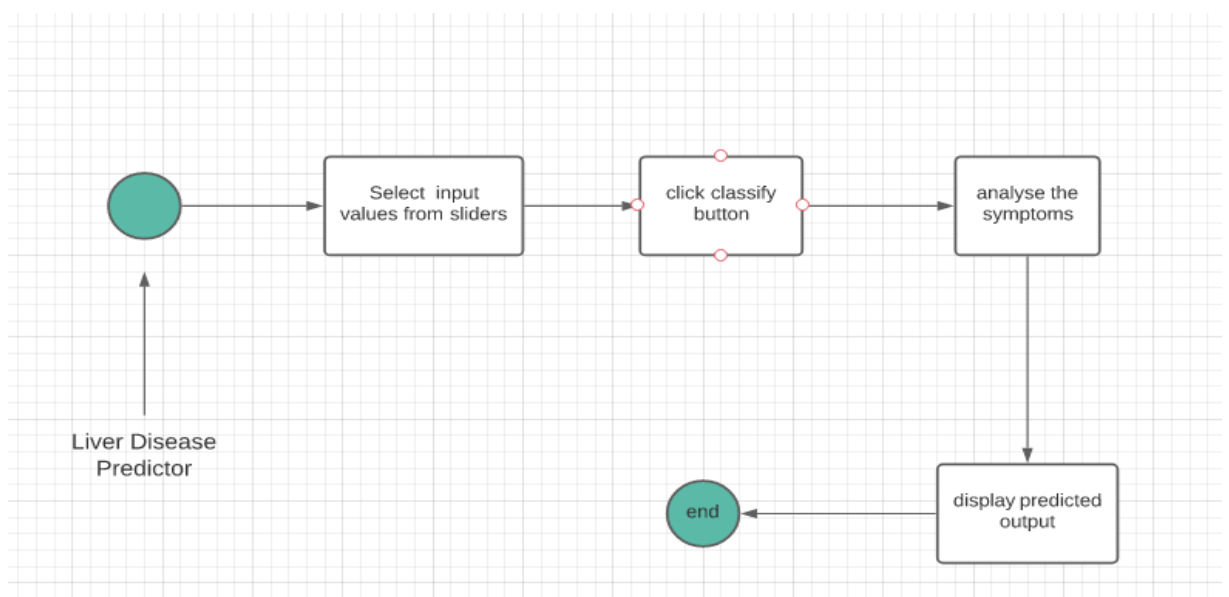 Select input
values from sliders
click classify
button
analyse the
symptoms
Liver Disease
Predictor
end
display predicted
output